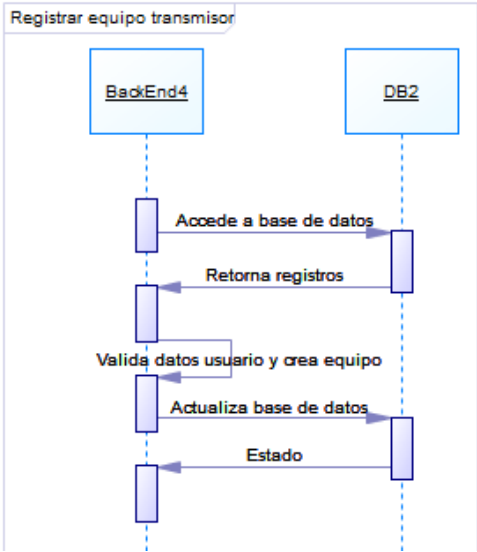 Registrar equipo transmisor
BackEnd4
DB2
Accede a base de datos
Retorna registros
Valida datos usuario y crea equipo
Actualiza base de datos
Estado